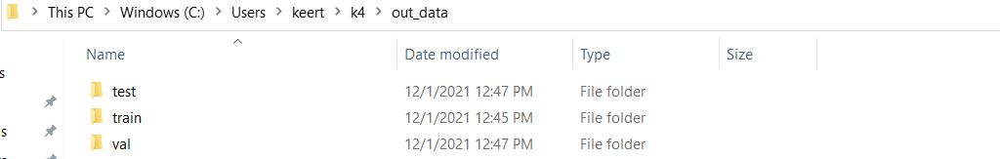 This PC > Windows (C:) > Users > keert > k4 > out_data
Name Date modified Type Size
s
test 12/1/2021 12:47 PM File folder
train 12/1/2021 12:45 PM File folder
s val 12/1/2021 12:47 PM File folder